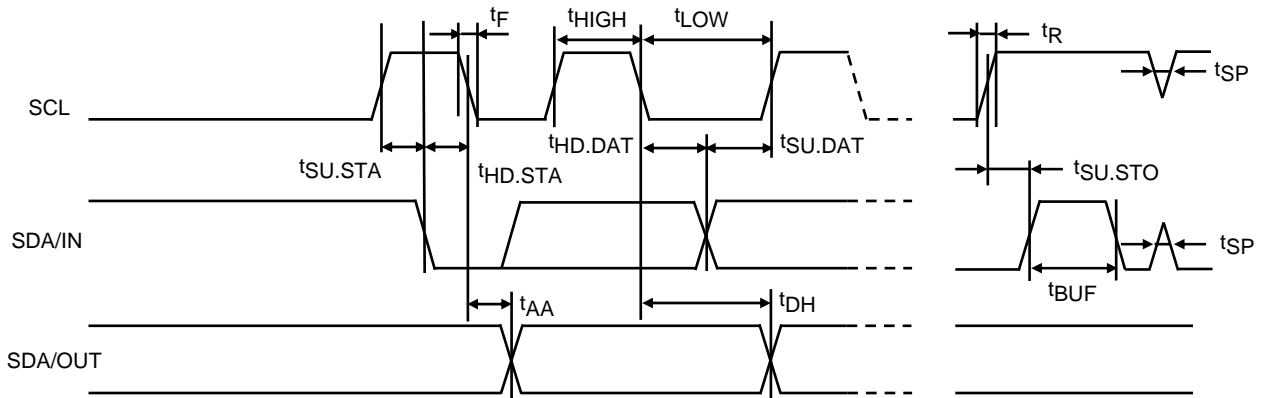 tF
tHIGH
tLOW
tR
tSP
SCL
tSU.STA
tHD.STA
tHD.DAT
tSU.DAT
tSU.STO
SDA/IN
tSP
tBUF
tAA
tDH
SDA/OUT